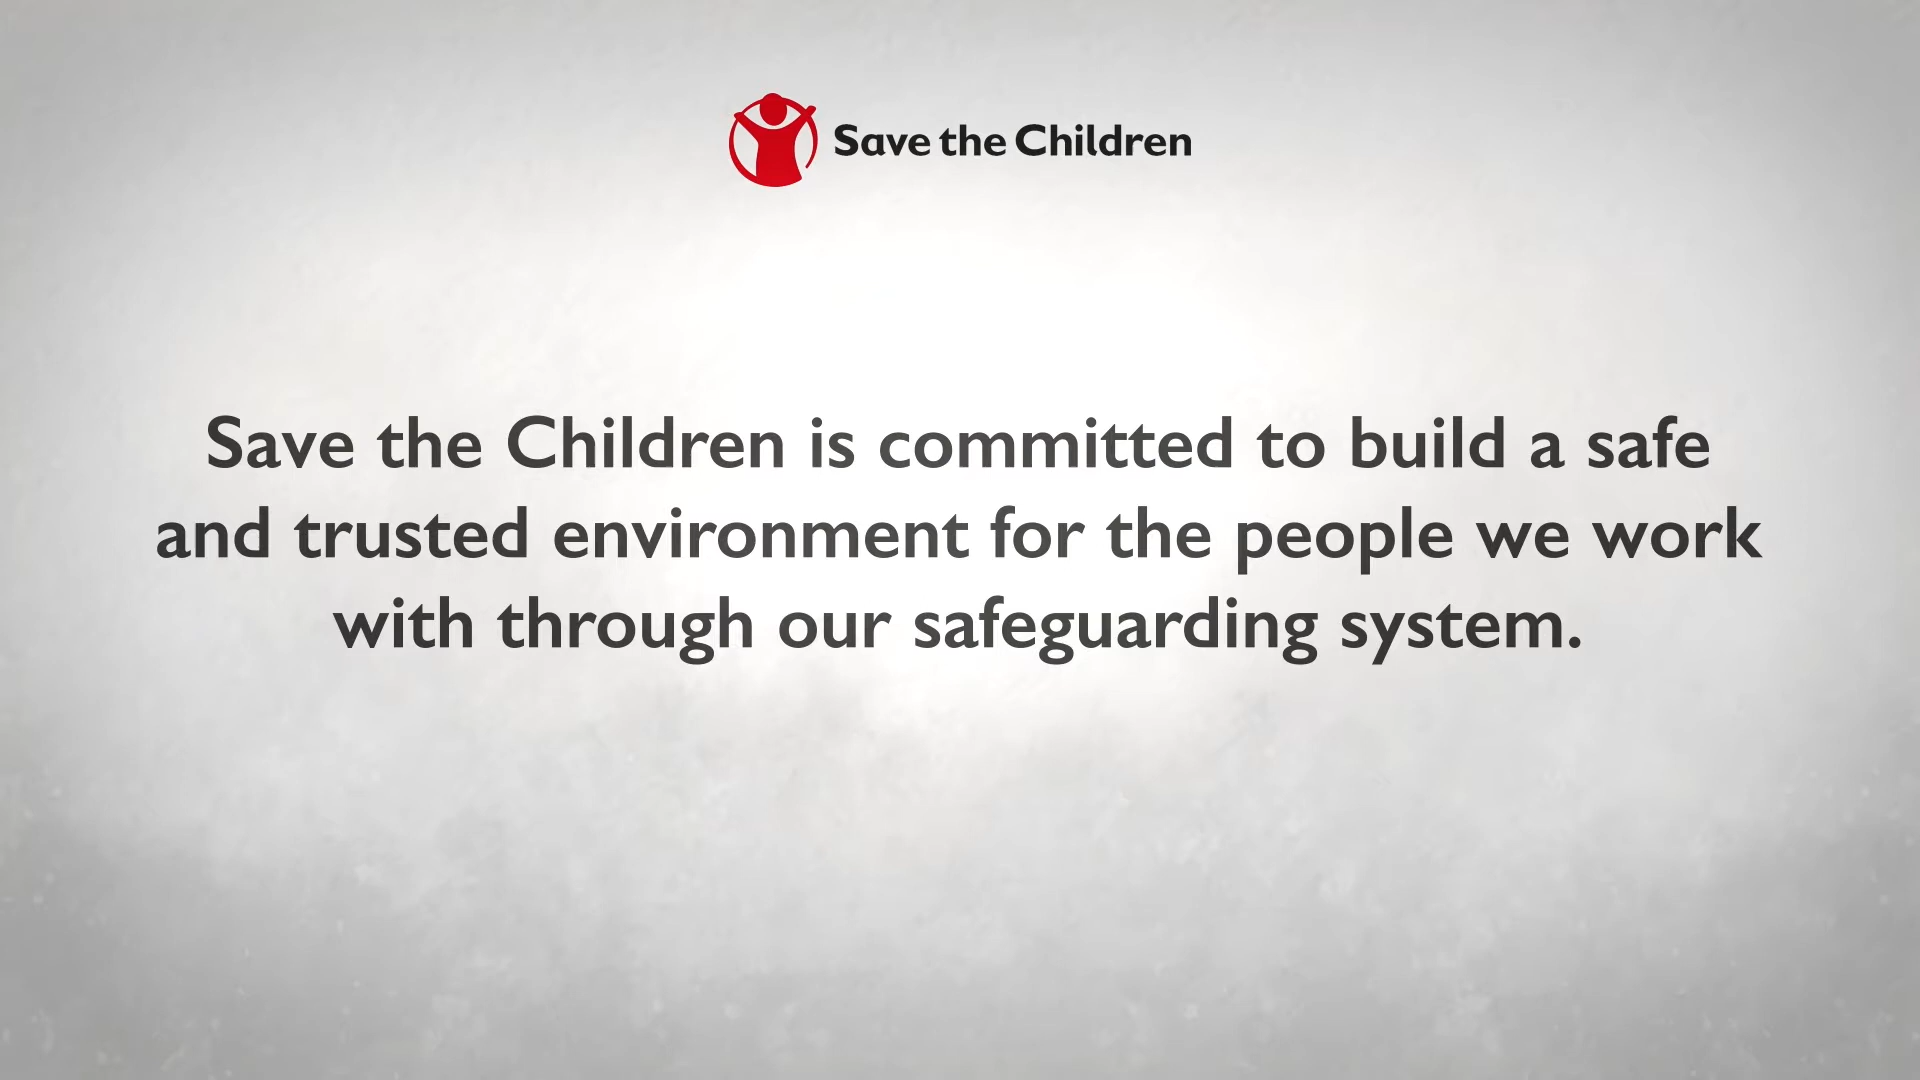 Save the Children
Save the Children is committed to build a safe
and trusted environment for the people we work
with through our safeguarding system.